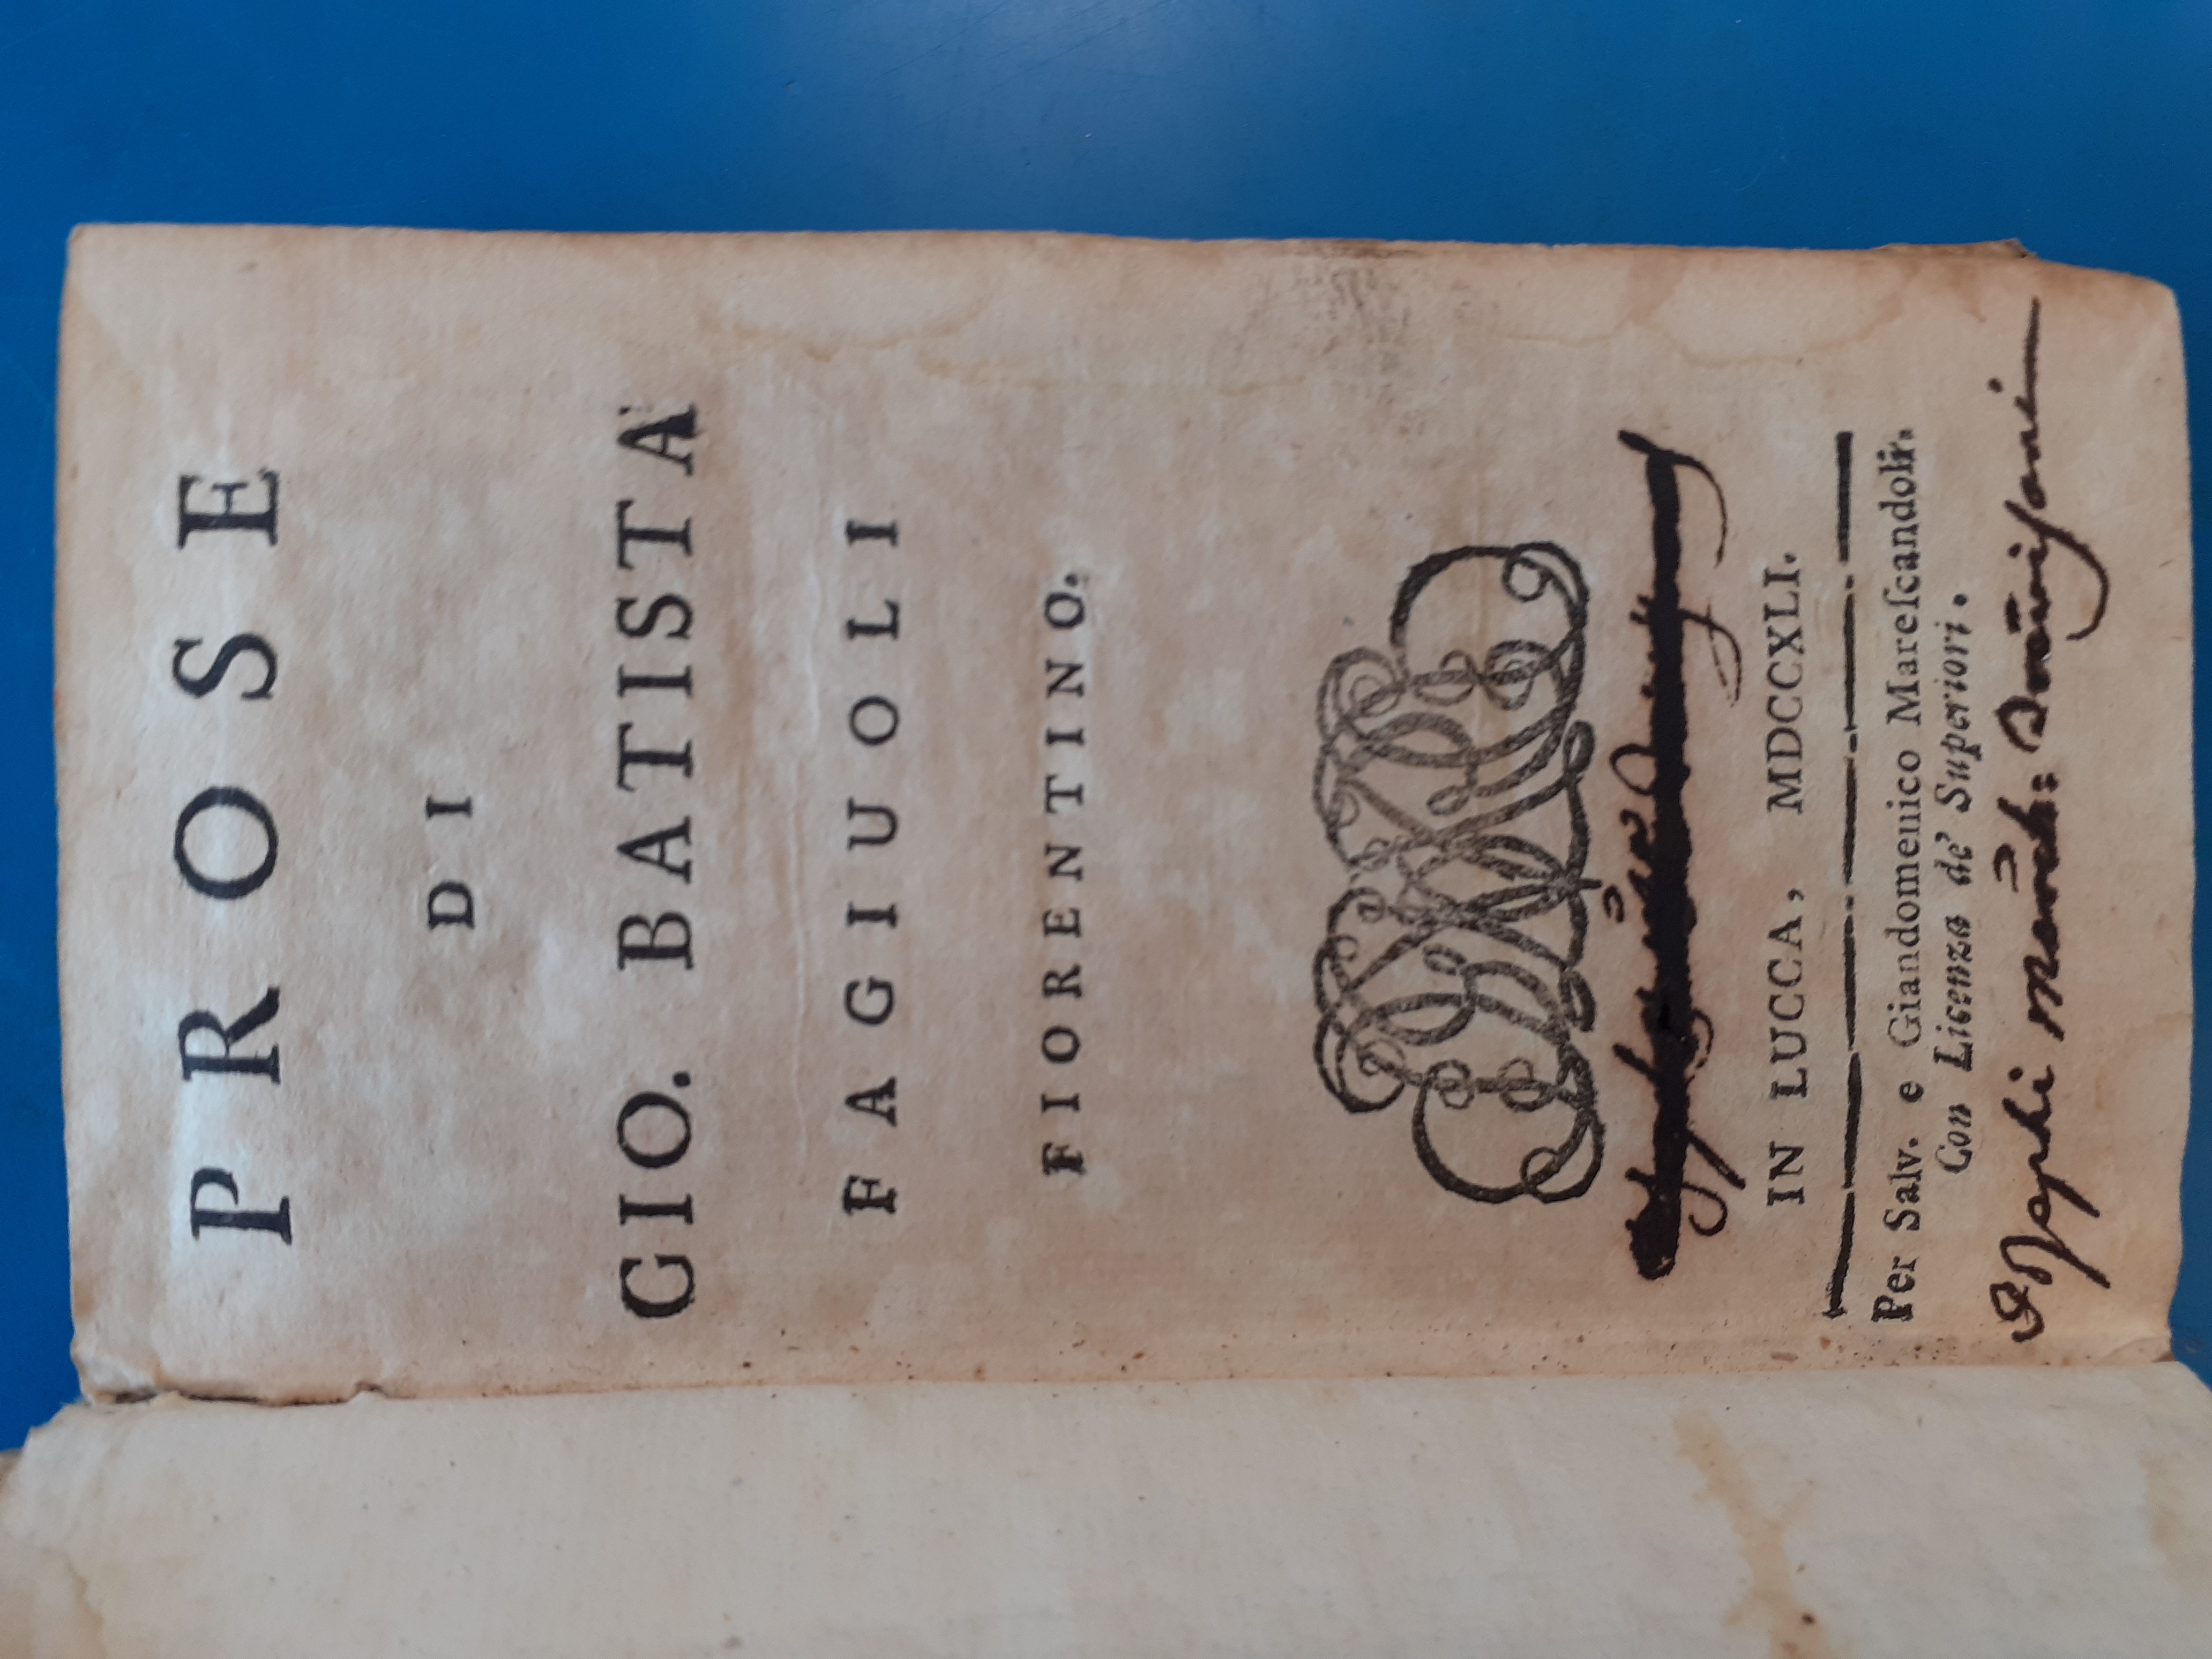 PROSE
DI
GIO. BATISTA
FAGIUOLI
FIORENTINO.
IN LUCCA, MDCCXLI.
Per Salv. e Giandomenico Mareſcandoli.
Con Licenza de' Superiori.